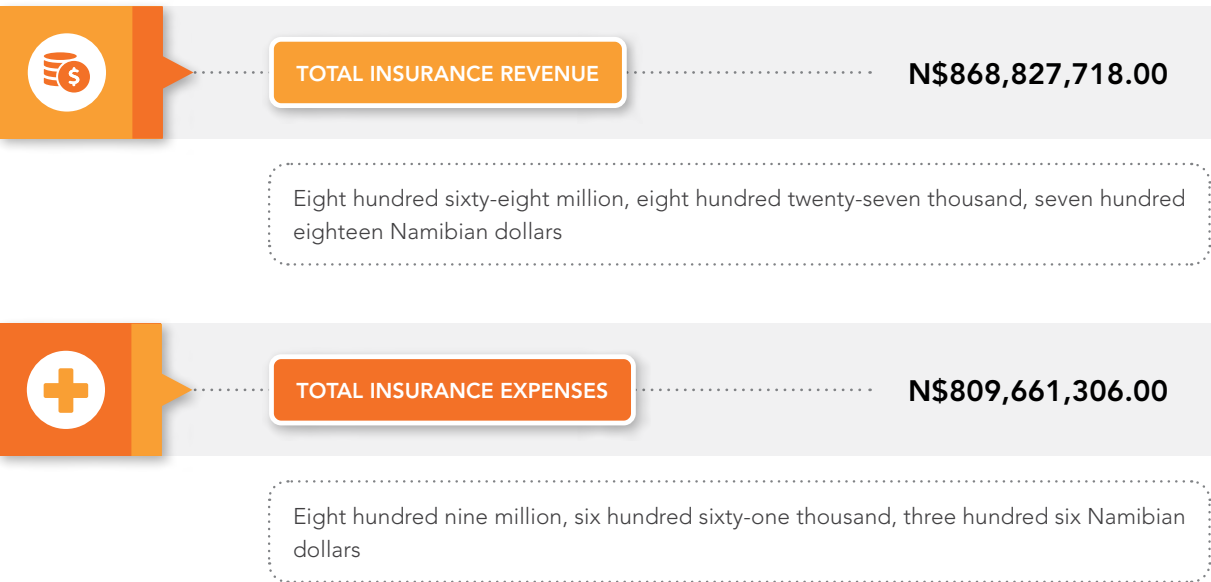 TOTAL INSURANCE REVENUE
N$868,827,718.00
Eight hundred sixty-eight million, eight hundred twenty-seven thousand, seven hundred
eighteen Namibian dollars
TOTAL INSURANCE EXPENSES
N$809,661,306.00
Eight hundred nine million, six hundred sixty-one thousand, three hundred six Namibian
dollars